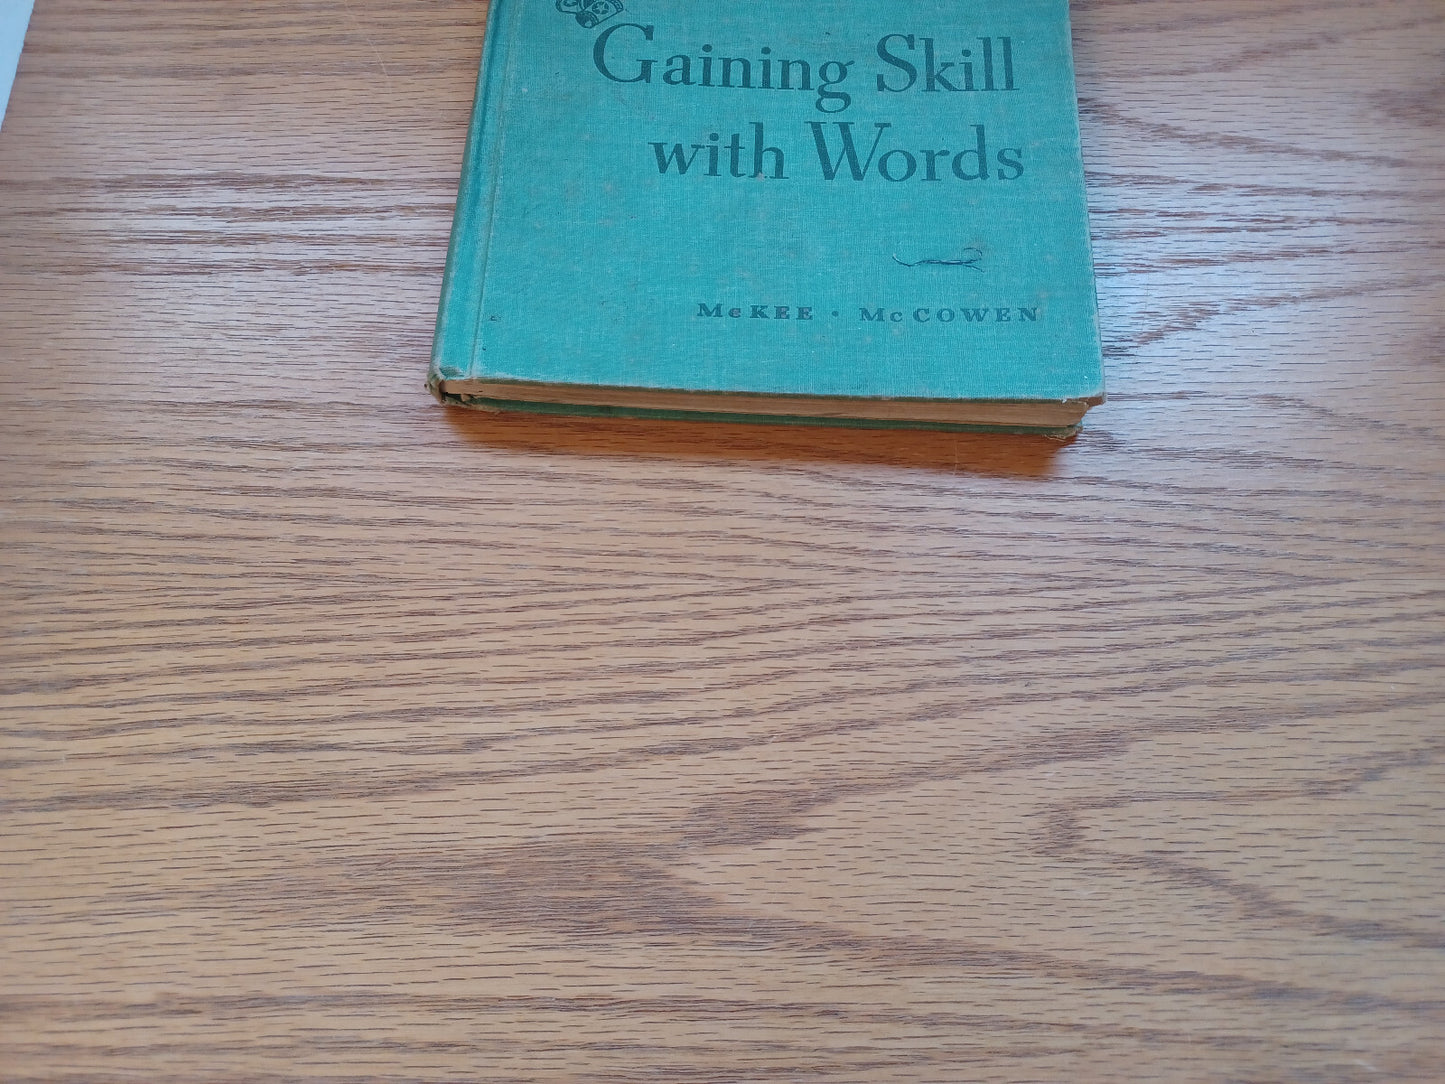 Gaining Skill
with Words
McKEE • McCOWEN